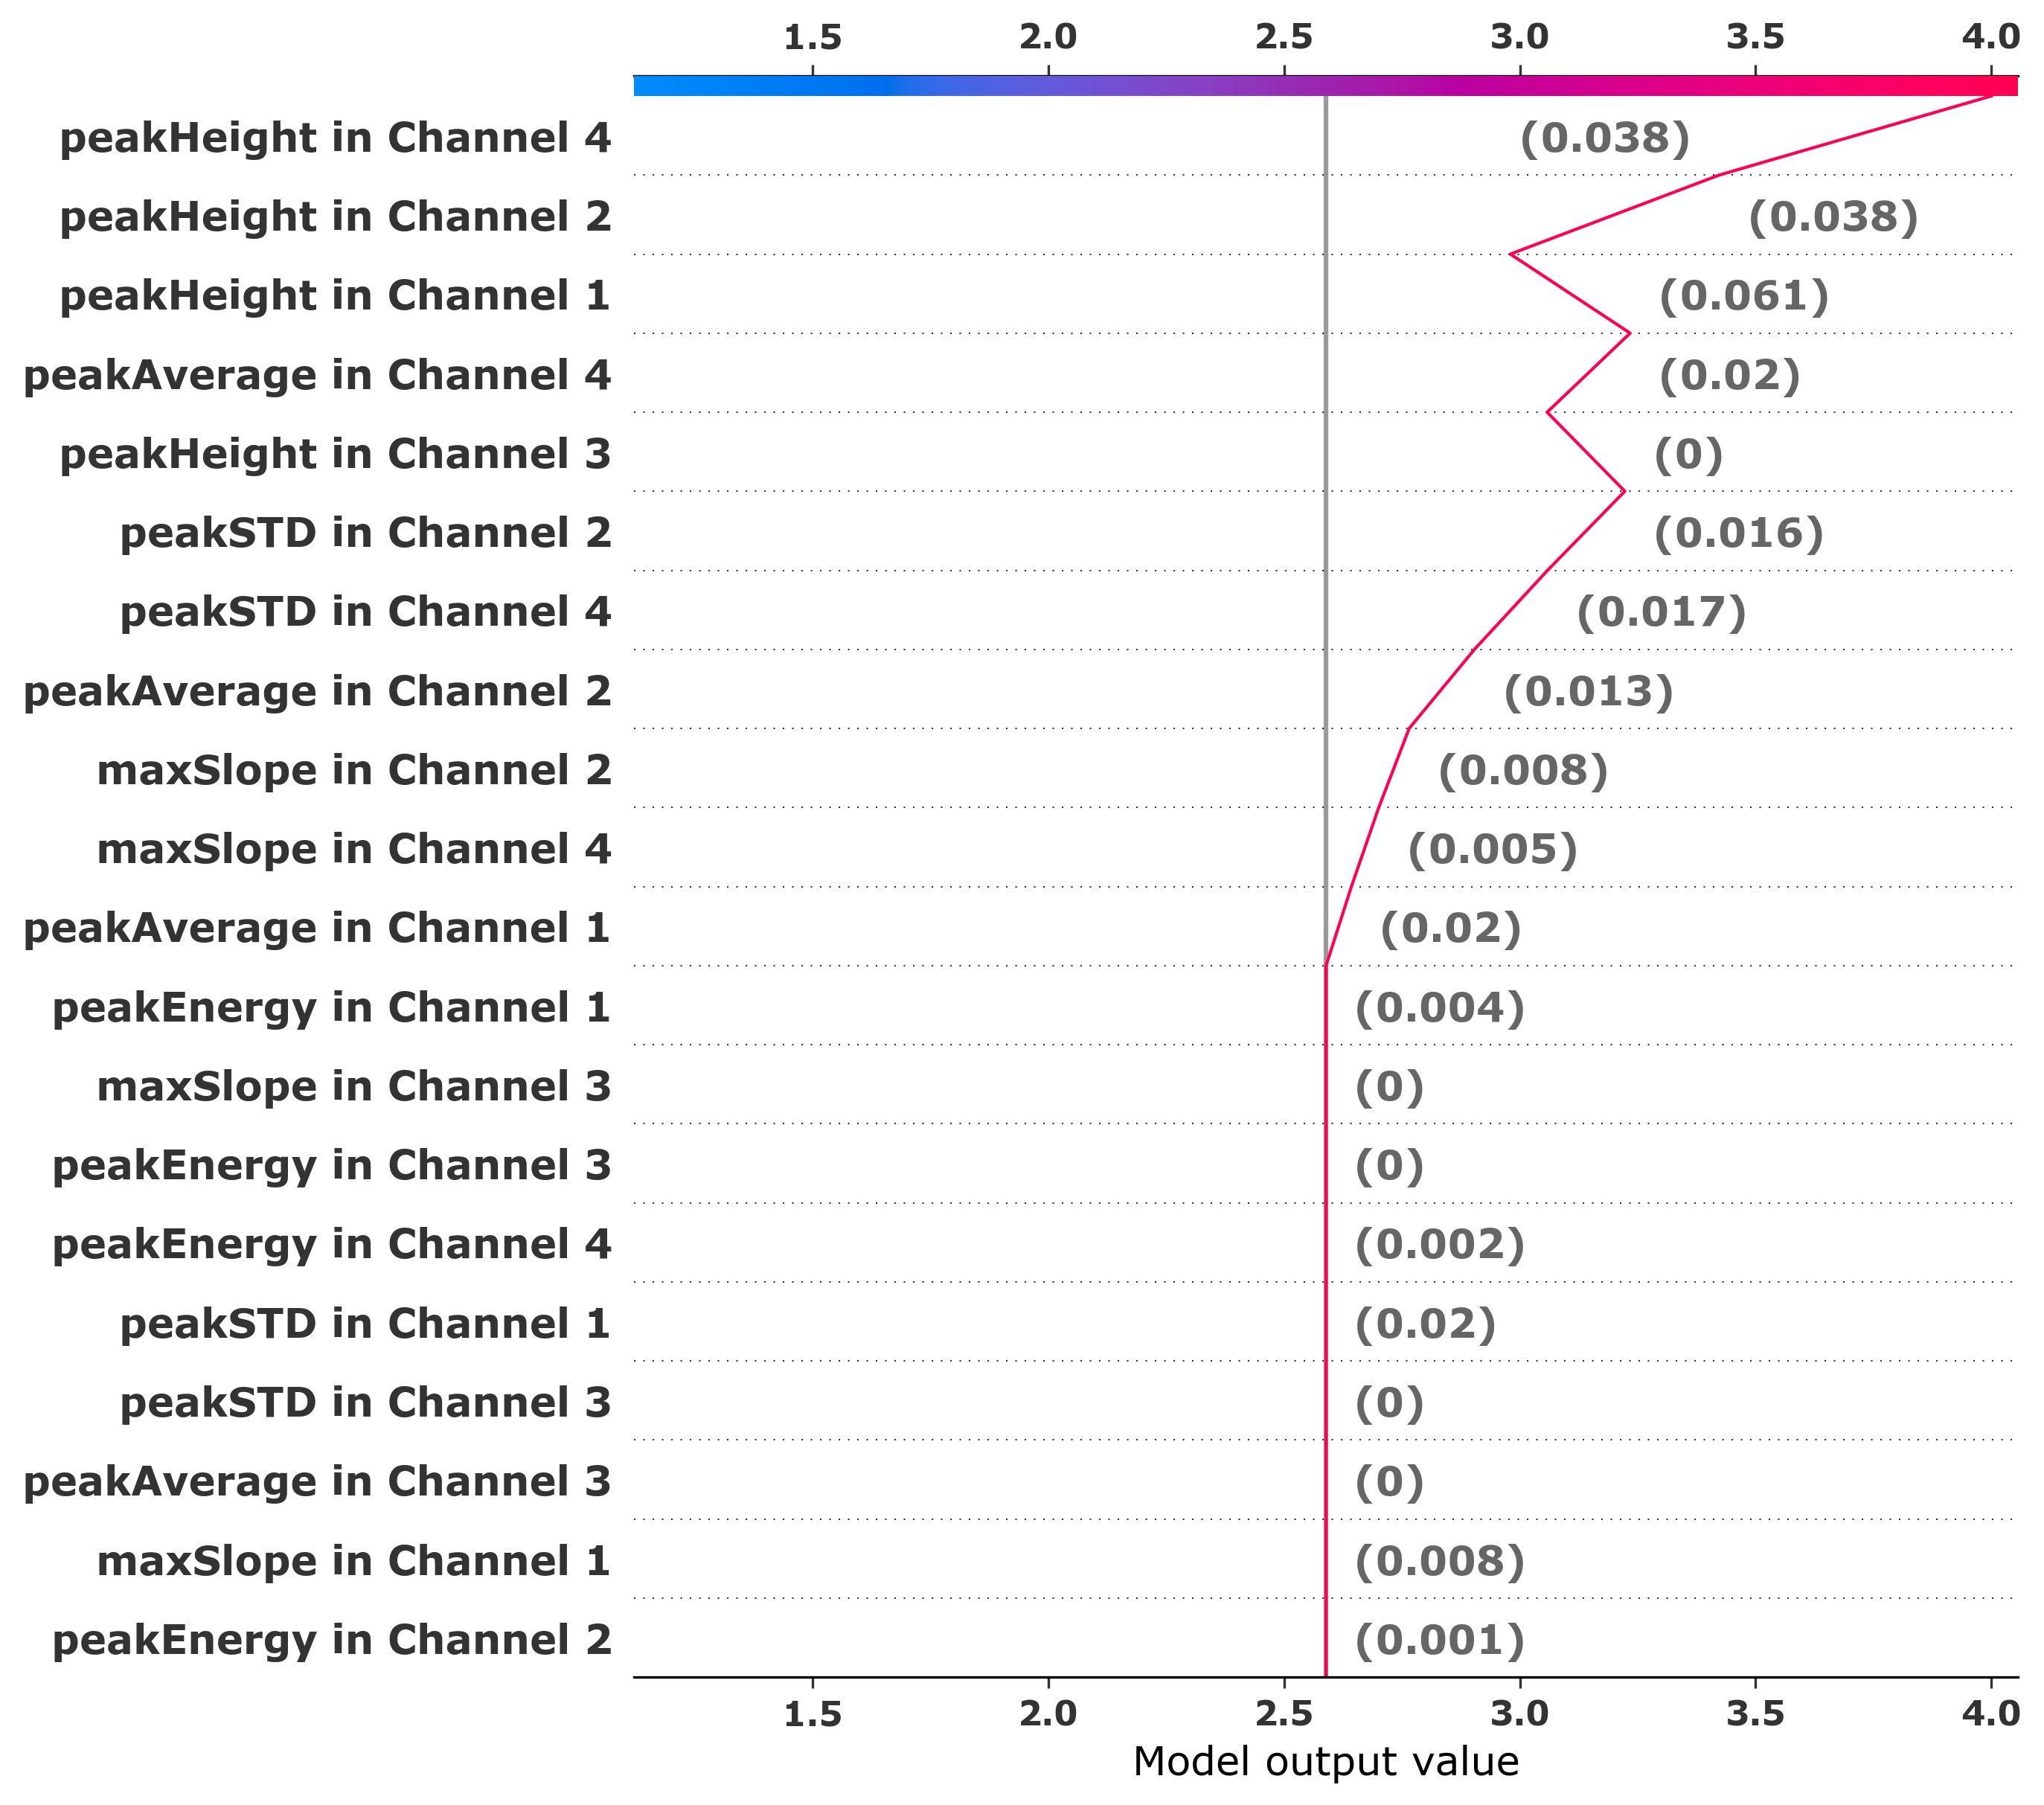 1.5 2.0 2.5 3.0 3.5 4.0
peakHeight in Channel 4 (0.038)
peakHeight in Channel 2 (0.038)
peakHeight in Channel 1 (0.061)
peakAverage in Channel 4 (0.02)
peakHeight in Channel 3 (0)
peakSTD in Channel 2 (0.016)
peakSTD in Channel 4 (0.017)
peakAverage in Channel 2 (0.013)
maxSlope in Channel 2 (0.008)
maxSlope in Channel 4 (0.005)
peakAverage in Channel 1 (0.02)
peakEnergy in Channel 1 (0.004)
maxSlope in Channel 3 (0)
peakEnergy in Channel 3 (0)
peakEnergy in Channel 4 (0.002)
peakSTD in Channel 1 (0.02)
peakSTD in Channel 3 (0)
peakAverage in Channel 3 (0)
maxSlope in Channel 1 (0.008)
peakEnergy in Channel 2 (0.001)
1.5 2.0 2.5 3.0 3.5 4.0
Model output value